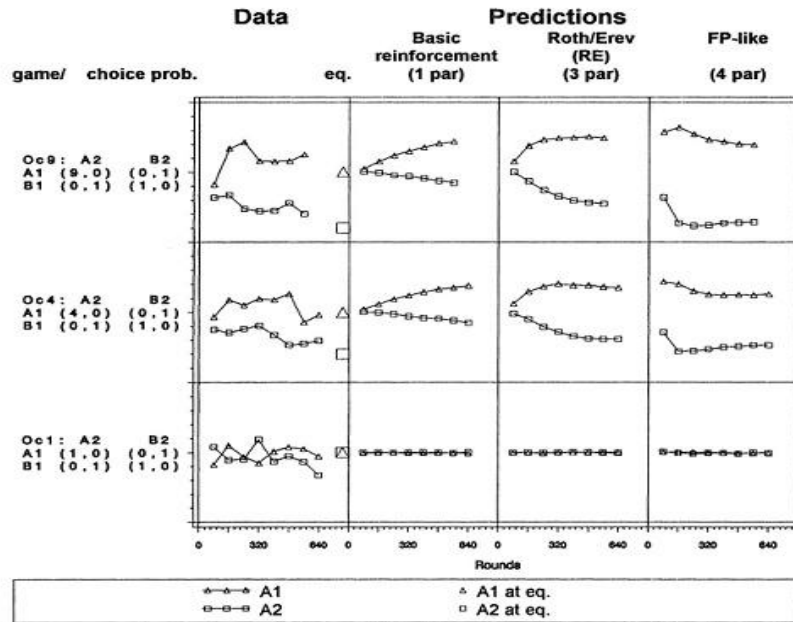 Data Predictions
Basic reinforcement (1 par)
Roth/Erev (RE) (3 par)
FP-like (4 par)
game/ choice prob. eq.
Oc9: A2 B2
A1 (9,0) (0,1)
B1 (0,1) (1,0)
Oc4: A2 B2
A1 (4,0) (0,1)
B1 (0,1) (1,0)
Oc1: A2 B2
A1 (1,0) (0,1)
B1 (0,1) (1,0)
0 320 640 0 320 640 0 320 640 0 320 640
Rounds
A1 A1 at eq.
A2 A2 at eq.